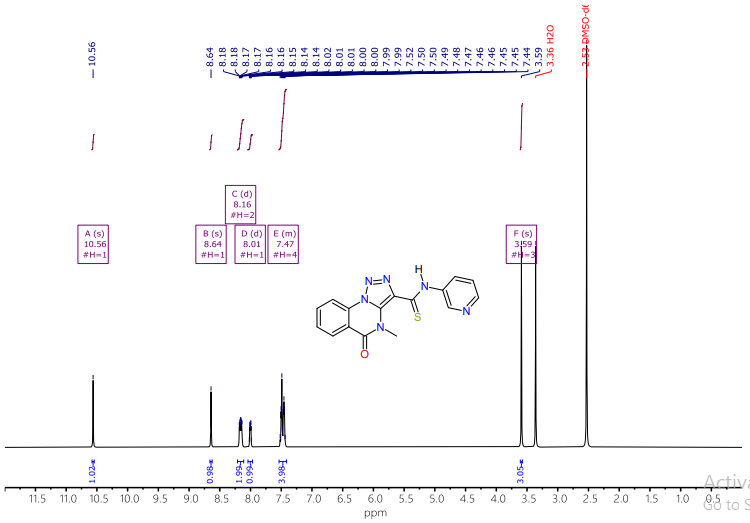 10.56
8.64
8.18
8.18
8.17
8.17
8.16
8.16
8.15
8.14
8.14
8.02
8.01
8.01
8.00
8.00
7.99
7.99
7.52
7.50
7.50
7.49
7.48
7.47
7.46
7.46
7.45
7.45
7.44
3.59
3.36 H2O
2.53 DMSO-d
C (d)
8.16
#H=2
A (s)
10.56
#H=1
B (s)
8.64
#H=1
D (d)
8.01
#H=1
E (m)
7.47
#H=4
F (s)
3.59
#H=3
H
N N N
N
S
N
N
O
1.02
0.98
1.99
0.99
3.98
3.05
11.5 11.0 10.5 10.0 9.5 9.0 8.5 8.0 7.5 7.0 6.5 6.0 5.5 5.0 4.5 4.0 3.5 3.0 2.5 2.0 1.5 1.0 0.5
ppm
Activa
Go to S